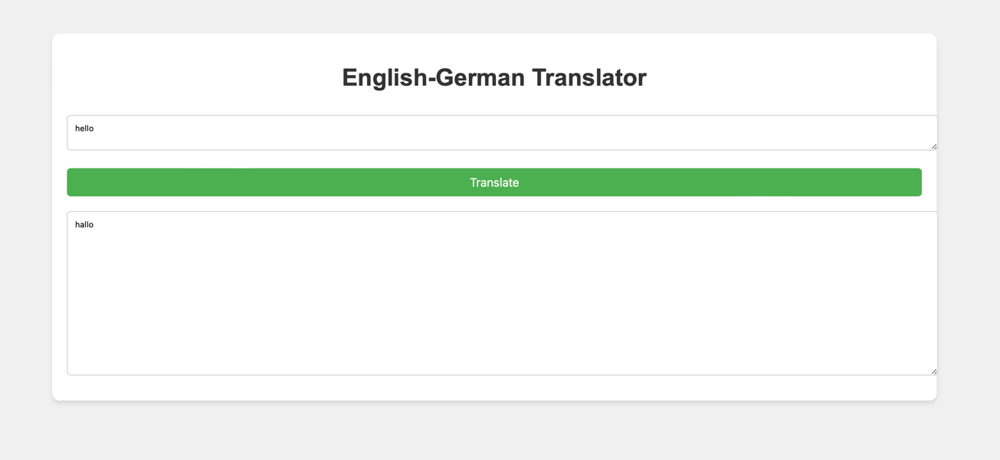 English-German Translator
hello
Translate
hallo